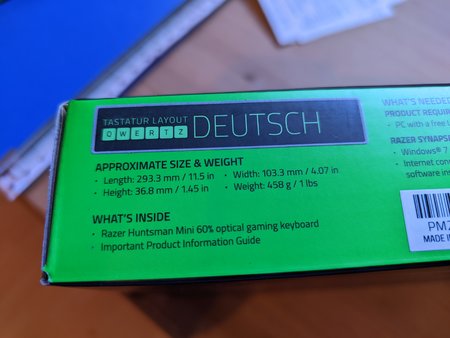 TASTATUR LAYOUT
QWERTZ DEUTSCH
APPROXIMATE SIZE & WEIGHT
· Length: 293.3 mm / 11.5 in · Width: 103.3 mm / 4.07 in
· Height: 36.8 mm / 1.45 in · Weight: 458 g / 1 lbs
WHAT'S INSIDE
· Razer Huntsman Mini 60% optical gaming keyboard
· Important Product Information Guide
WHAT'S NEEDED
PRODUCT REQUIR
· PC with a free
RAZER SYNAPS
· Windows® 7
· Internet con
software ins
PM
MADE IN